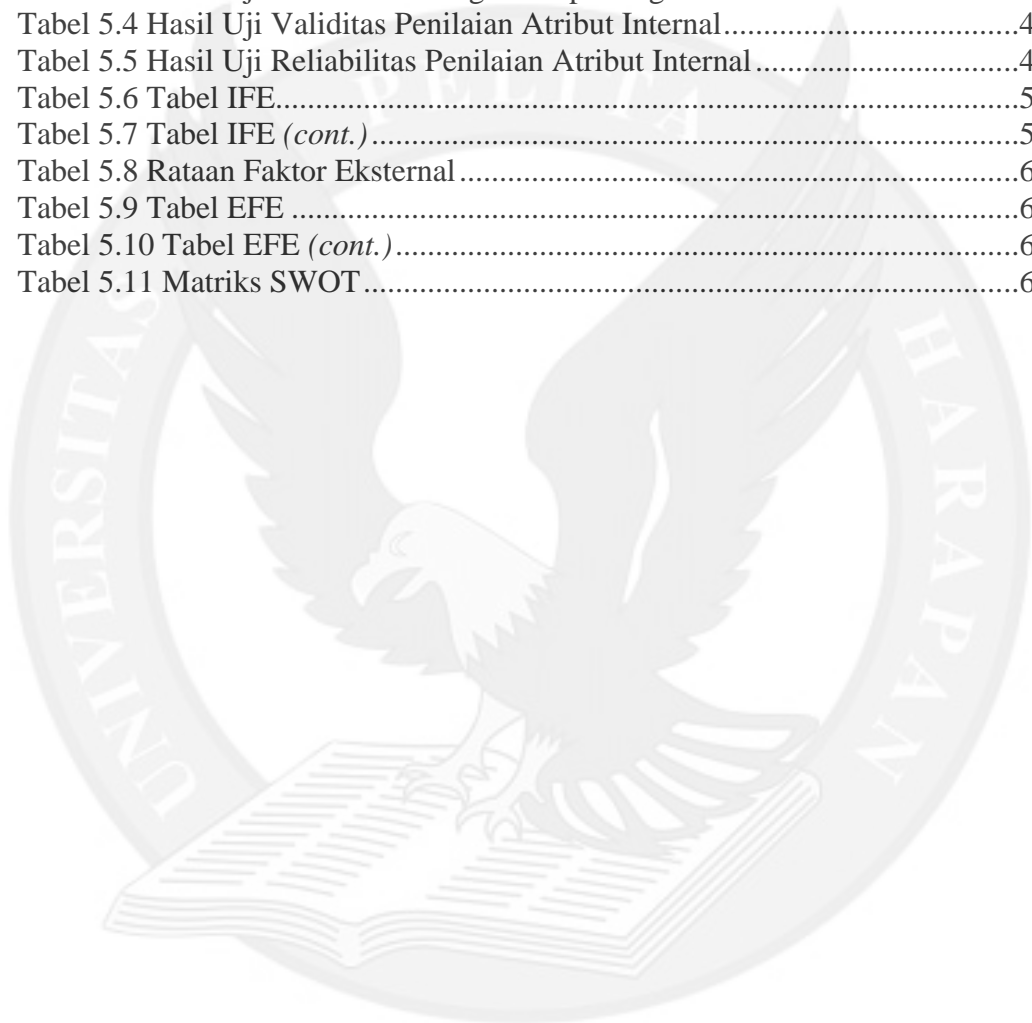 Tabel 5.4 Hasil Uji Validitas Penilaian Atribut Internal...............................................4
Tabel 5.5 Hasil Uji Reliabilitas Penilaian Atribut Internal...........................................4
Tabel 5.6 Tabel IFE.......................................................................................................5
Tabel 5.7 Tabel IFE (cont.)...........................................................................................5
Tabel 5.8 Rataan Faktor Eksternal................................................................................6
Tabel 5.9 Tabel EFE......................................................................................................6
Tabel 5.10 Tabel EFE (cont.)........................................................................................6
Tabel 5.11 Matriks SWOT............................................................................................6
UNIVERSITAS PELITA HARAPAN